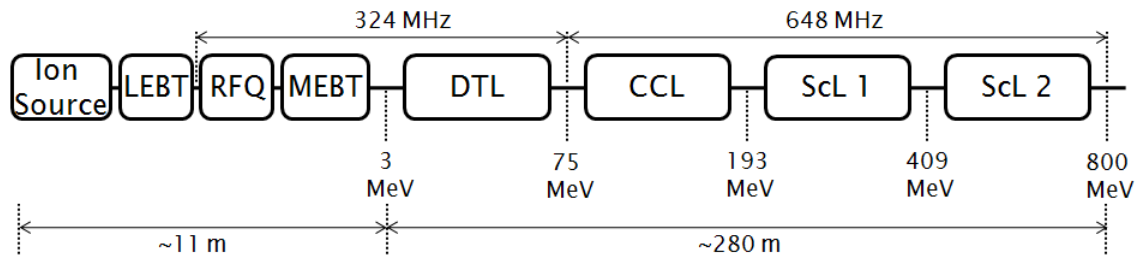 324 MHz
648 MHz
Ion
Source
LEBT
RFQ
MEBT
DTL
CCL
ScL 1
ScL 2
3
MeV
75
MeV
193
MeV
409
MeV
800
MeV
~11 m
~280 m